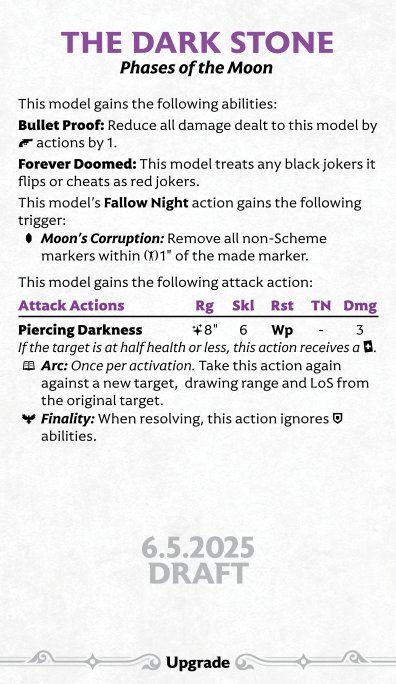 THE DARK STONE
Phases of the Moon
This model gains the following abilities:
Bullet Proof: Reduce all damage dealt to this model by
actions by 1.
Forever Doomed: This model treats any black jokers it
flips or cheats as red jokers.
This model's Fallow Night action gains the following
trigger:
Moon's Corruption: Remove all non-Scheme
markers within 1" of the made marker.
This model gains the following attack action:
Attack Actions Rg Skl Rst TN Dmg
Piercing Darkness 8" 6 Wp - 3
If the target is at half health or less, this action receives a .
Arc: Once per activation. Take this action again
against a new target, drawing range and LoS from
the original target.
Finality: When resolving, this action ignores
abilities.
6.5.2025
DRAFT
Upgrade